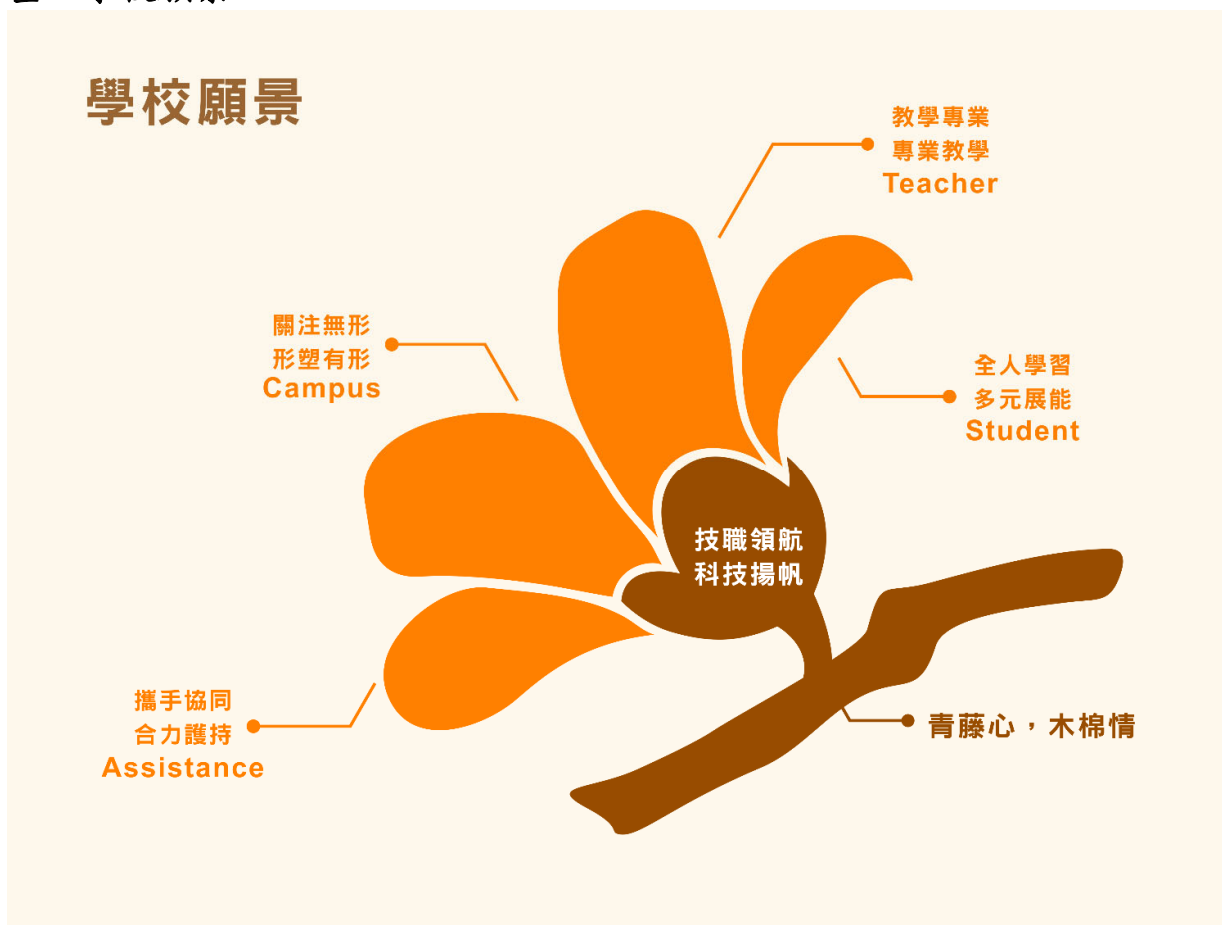 學校願景
教學專業
專業教學
Teacher
關注無形
形塑有形
Campus
全人學習
多元展能
Student
技職領航
科技揚帆
攜手協同
合力護持
Assistance
青藤心，木棉情